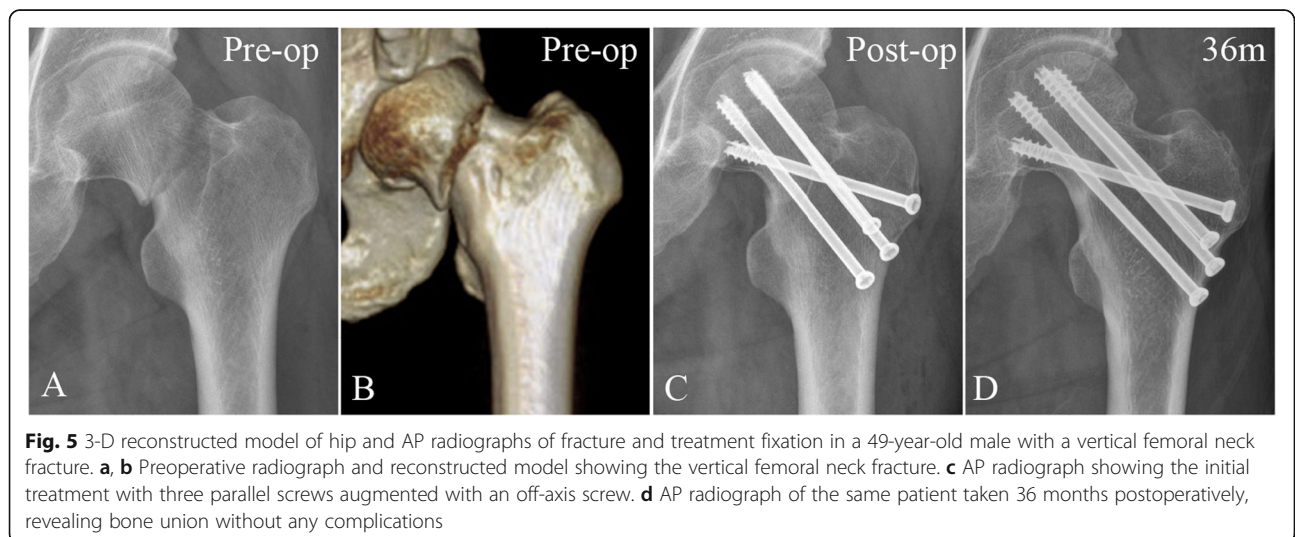 Pre-op
Pre-op
Post-op
36m
A
B
C
D
Fig. 5 3-D reconstructed model of hip and AP radiographs of fracture and treatment fixation in a 49-year-old male with a vertical femoral neck
fracture. a, b Preoperative radiograph and reconstructed model showing the vertical femoral neck fracture. c AP radiograph showing the initial
treatment with three parallel screws augmented with an off-axis screw. d AP radiograph of the same patient taken 36 months postoperatively,
revealing bone union without any complications